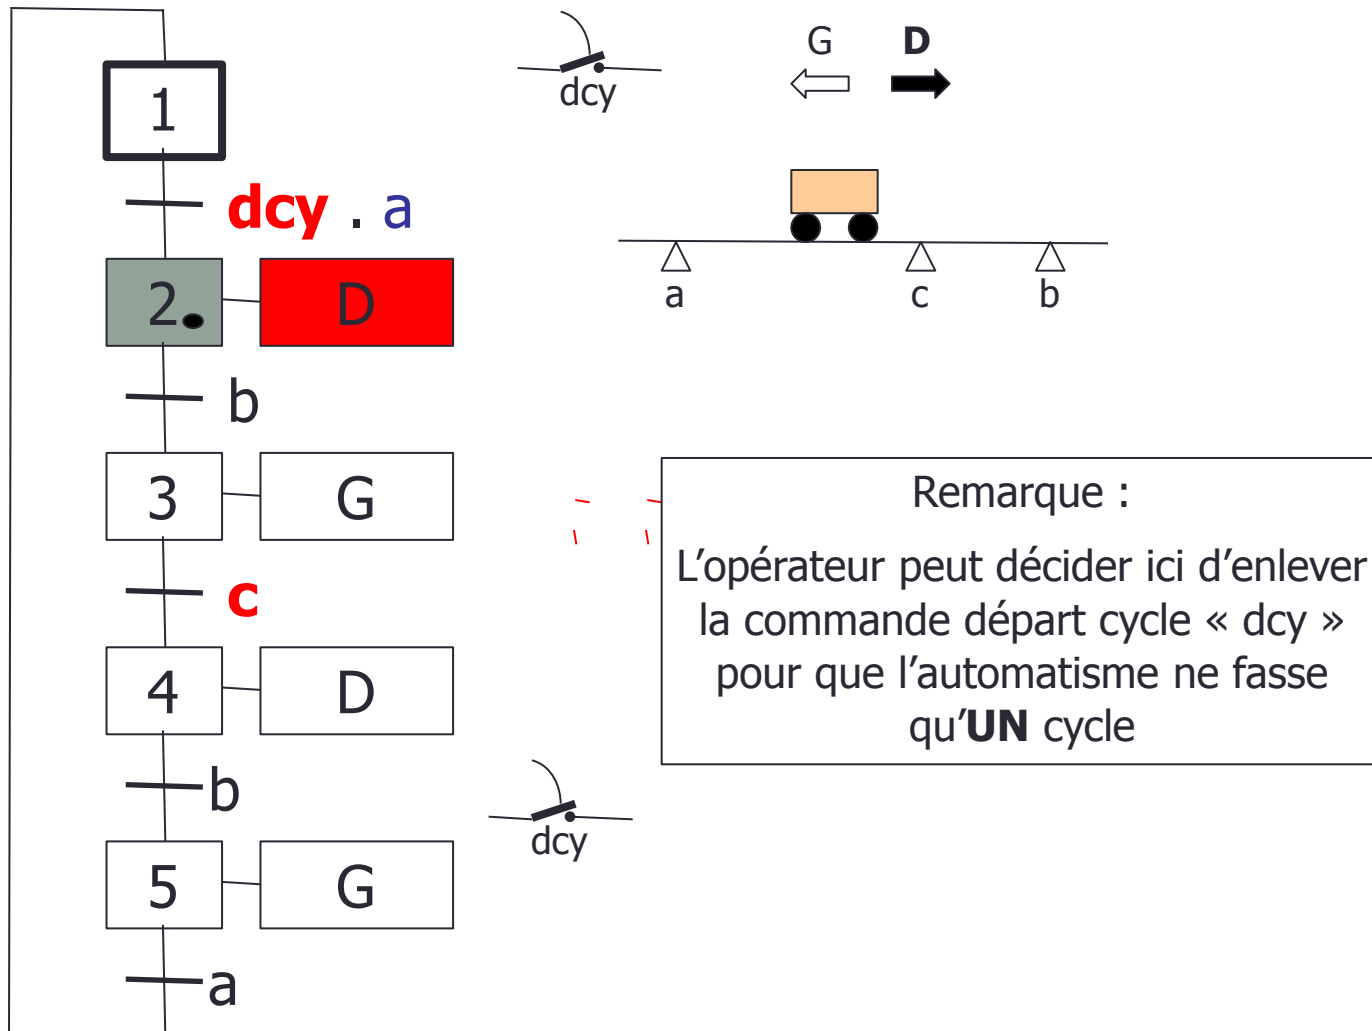 1
dcy . a
2
D
b
3
G
c
4
D
b
5
G
a
dcy
G
D
a
c
b
Remarque :
L’opérateur peut décider ici d’enlever
la commande départ cycle « dcy »
pour que l’automatisme ne fasse
qu’UN cycle
dcy